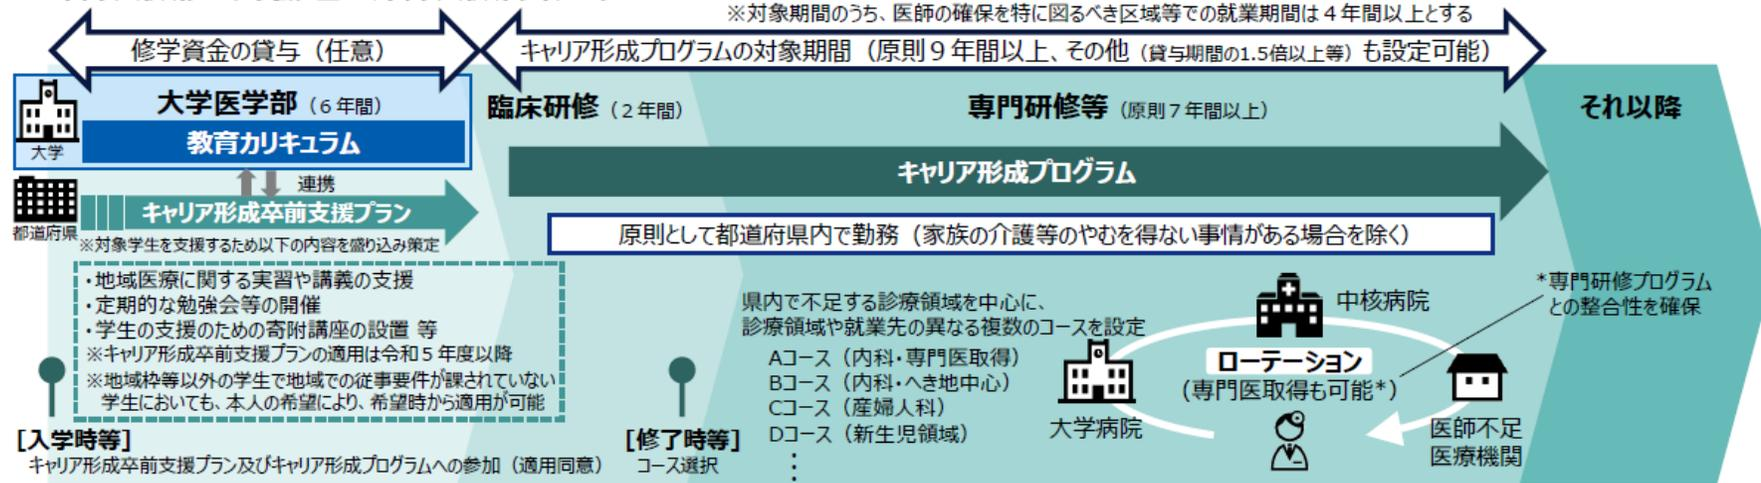 ※対象期間のうち、医師の確保を特に図るべき区域等での就業期間は４年間以上とする
修学資金の貸与（任意）
キャリア形成プログラムの対象期間（原則９年間以上、その他（貸与期間の1.5倍以上等）も設定可能）
大学医学部（６年間）
教育カリキュラム
大学
連携
都道府県
キャリア形成卒前支援プラン
※対象学生を支援するため以下の内容を盛り込み策定
・地域医療に関する実習や講義の支援
・定期的な勉強会等の開催
・学生の支援のための寄附講座の設置 等
※キャリア形成卒前支援プランの適用は令和５年度以降
※地域枠等以外の学生で地域での従事要件が課されていない
学生においても、本人の希望により、希望時から適用が可能
[入学時等]
キャリア形成卒前支援プラン及びキャリア形成プログラムへの参加（適用同意）
臨床研修（２年間）
専門研修等（原則７年間以上）
それ以降
キャリア形成プログラム
原則として都道府県内で勤務（家族の介護等のやむを得ない事情がある場合を除く）
[修了時等]
コース選択
県内で不足する診療領域を中心に、
診療領域や就業先の異なる複数のコースを設定
Aコース（内科・専門医取得）
Bコース（内科・へき地中心）
Cコース（産婦人科）
Dコース（新生児領域）
⋮
中核病院
ローテーション
（専門医取得も可能*）
大学病院
医師不足
医療機関
*専門研修プログラム
との整合性を確保